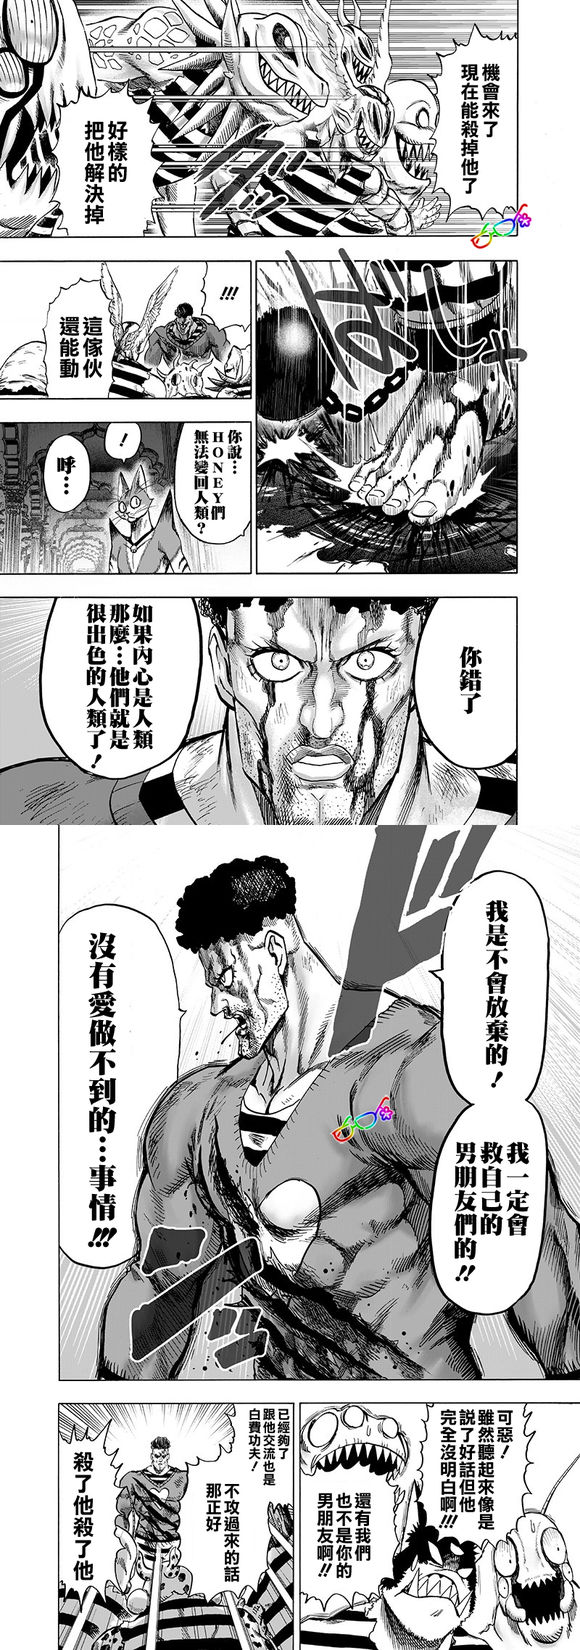 機會來了
現在能殺掉他了
好樣的
把他解決掉
!!!
這傢伙
還能動
你說…
HONEY們
無法變回人類？
！
呼…
你錯了
如果內心是人類
那麼…他們就是
很出色的人類了！
我是不會放棄的！
我一定會
救自己的
男朋友們的!!
沒有愛做不到的…事情!!!
可惡！
雖然聽起來像是
說了好話但他
完全沒明白啊!!!
還有我們
也不是你的
男朋友啊!!
已經夠了
跟他交流也是
白費功夫！
不攻過來的話
那正好
殺了他殺了他